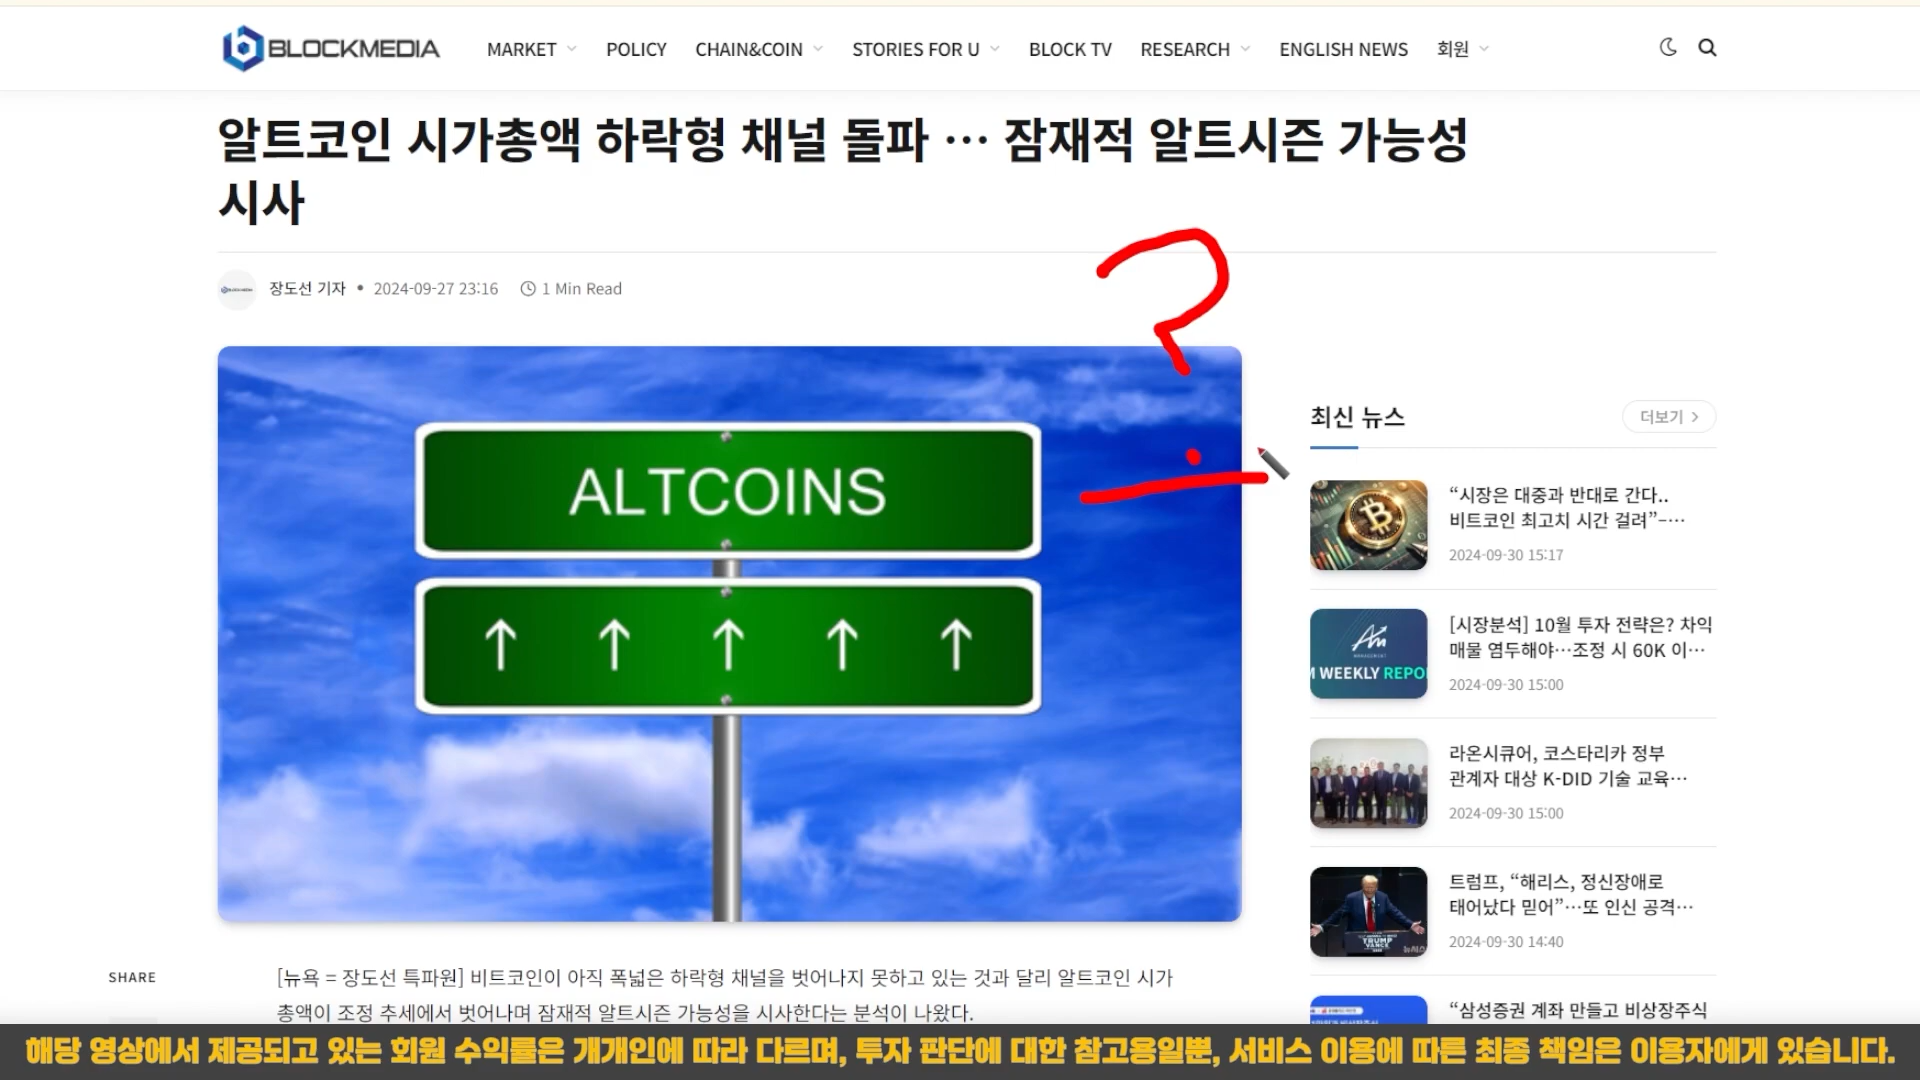 BLOCKMEDIA
MARKET POLICY CHAIN&COIN STORIES FOR U BLOCK TV RESEARCH ENGLISH NEWS 회원
알트코인 시가총액 하락형 채널 돌파 … 잠재적 알트시즌 가능성
시사
장도선 기자 • 2024-09-27 23:16 1 Min Read
?
ALTCOINS
최신 뉴스 더보기
“시장은 대중과 반대로 간다..
비트코인 최고치 시간 걸려”–…
2024-09-30 15:17
[시장분석] 10월 투자 전략은? 차익
매물 염두해야…조정 시 60K 이…
2024-09-30 15:00
WEEKLY REPO
라온시큐어, 코스타리카 정부
관계자 대상 K-DID 기술 교육…
2024-09-30 15:00
트럼프, “해리스, 정신장애로
태어났다 믿어”…또 인신 공격…
2024-09-30 14:40
TRUMP
VANCE
“삼성증권 계좌 만들고 비상장주식
SHARE
[뉴욕 = 장도선 특파원] 비트코인이 아직 폭넓은 하락형 채널을 벗어나지 못하고 있는 것과 달리 알트코인 시가
총액이 조정 추세에서 벗어나며 잠재적 알트시즌 가능성을 시사한다는 분석이 나왔다.
해당 영상에서 제공되고 있는 회원 수익률은 개개인에 따라 다르며, 투자 판단에 대한 참고용일뿐, 서비스 이용에 따른 최종 책임은 이용자에게 있습니다.